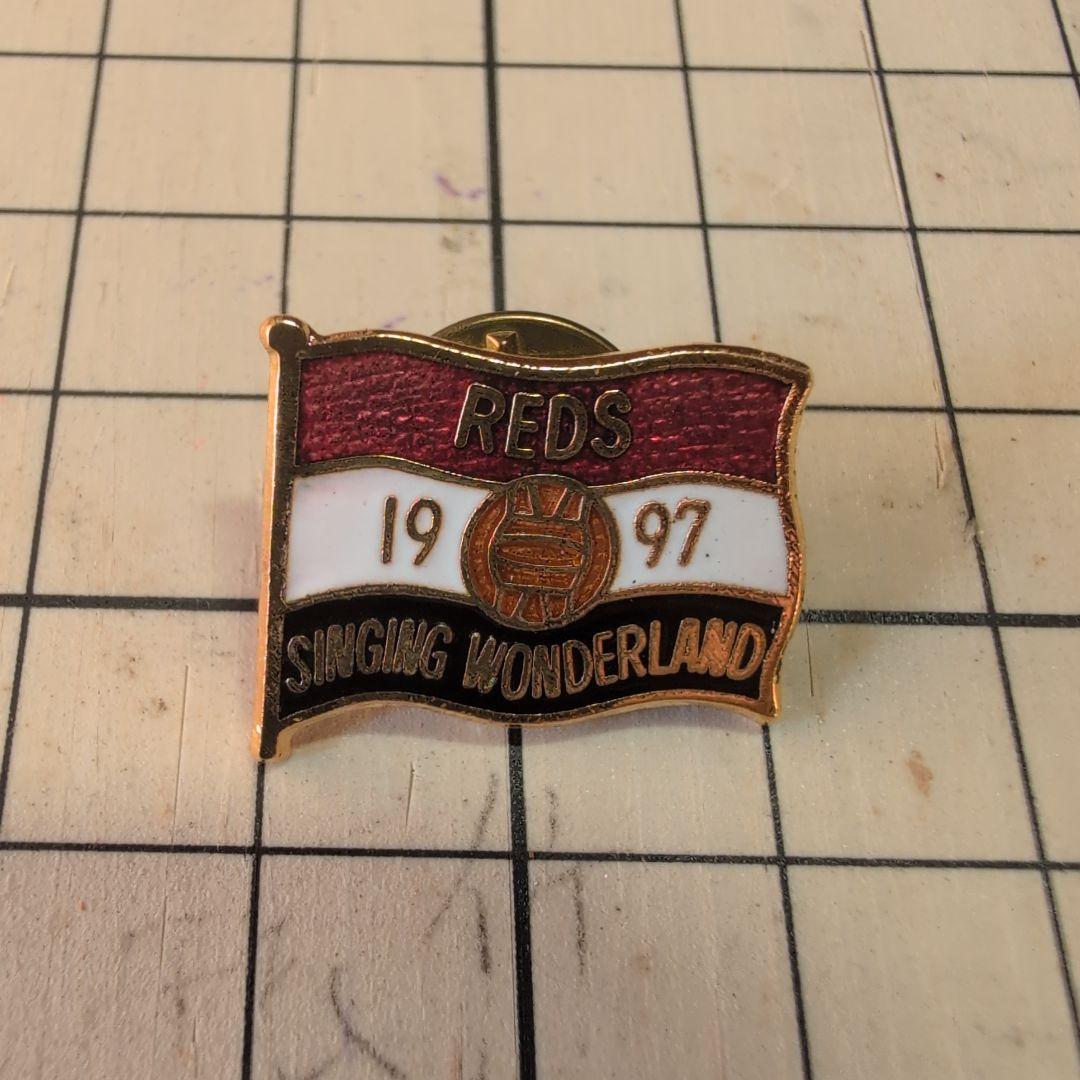 REDS
19 97
SINGING WONDERLAND